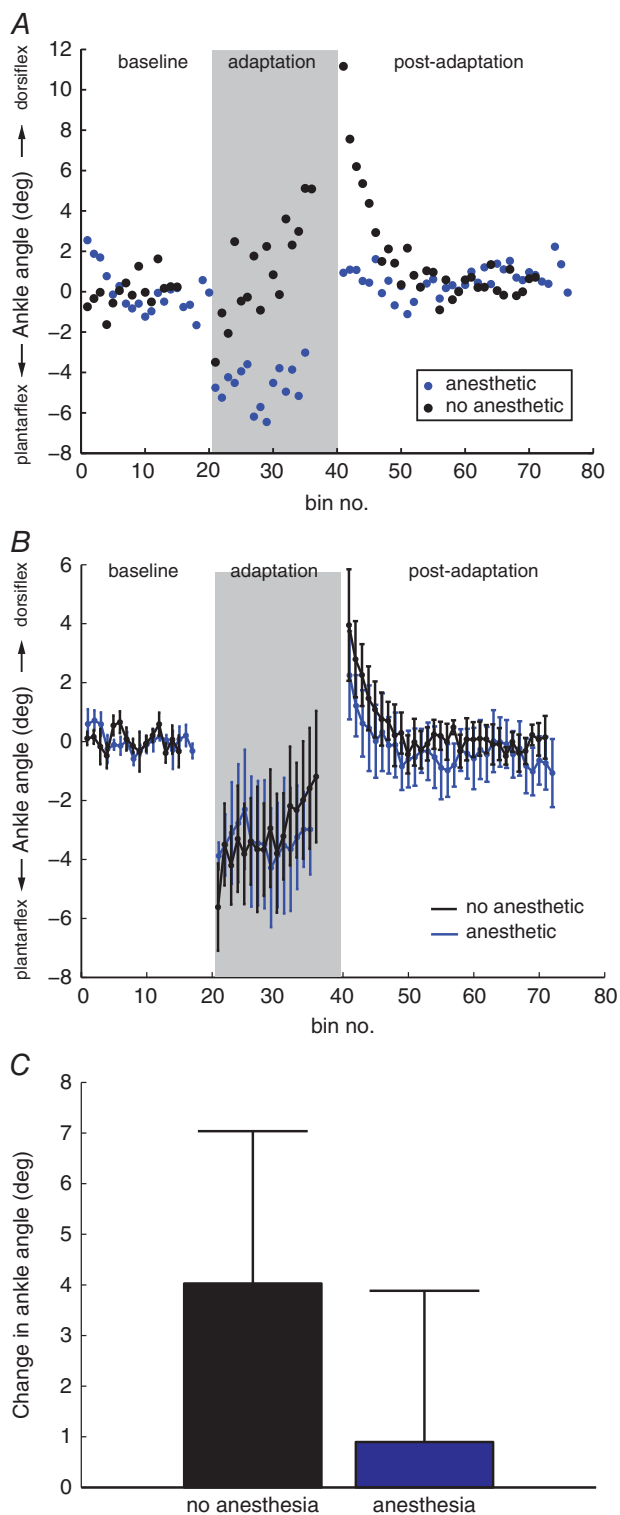 A
baseline adaptation post-adaptation
12
10
8
6
4
2
0
−2
−4
−6
−8
plantarflex ← Ankle angle (deg) → dorsiflex
anesthetic
no anesthetic
0 10 20 30 40 50 60 70 80
bin no.
B
baseline adaptation post-adaptation
6
4
2
0
−2
−4
−6
−8
plantarflex ← Ankle angle (deg) → dorsiflex
no anesthetic
anesthetic
0 10 20 30 40 50 60 70 80
bin no.
C
8
7
6
5
4
3
2
1
0
Change in ankle angle (deg)
no anesthesia anesthesia